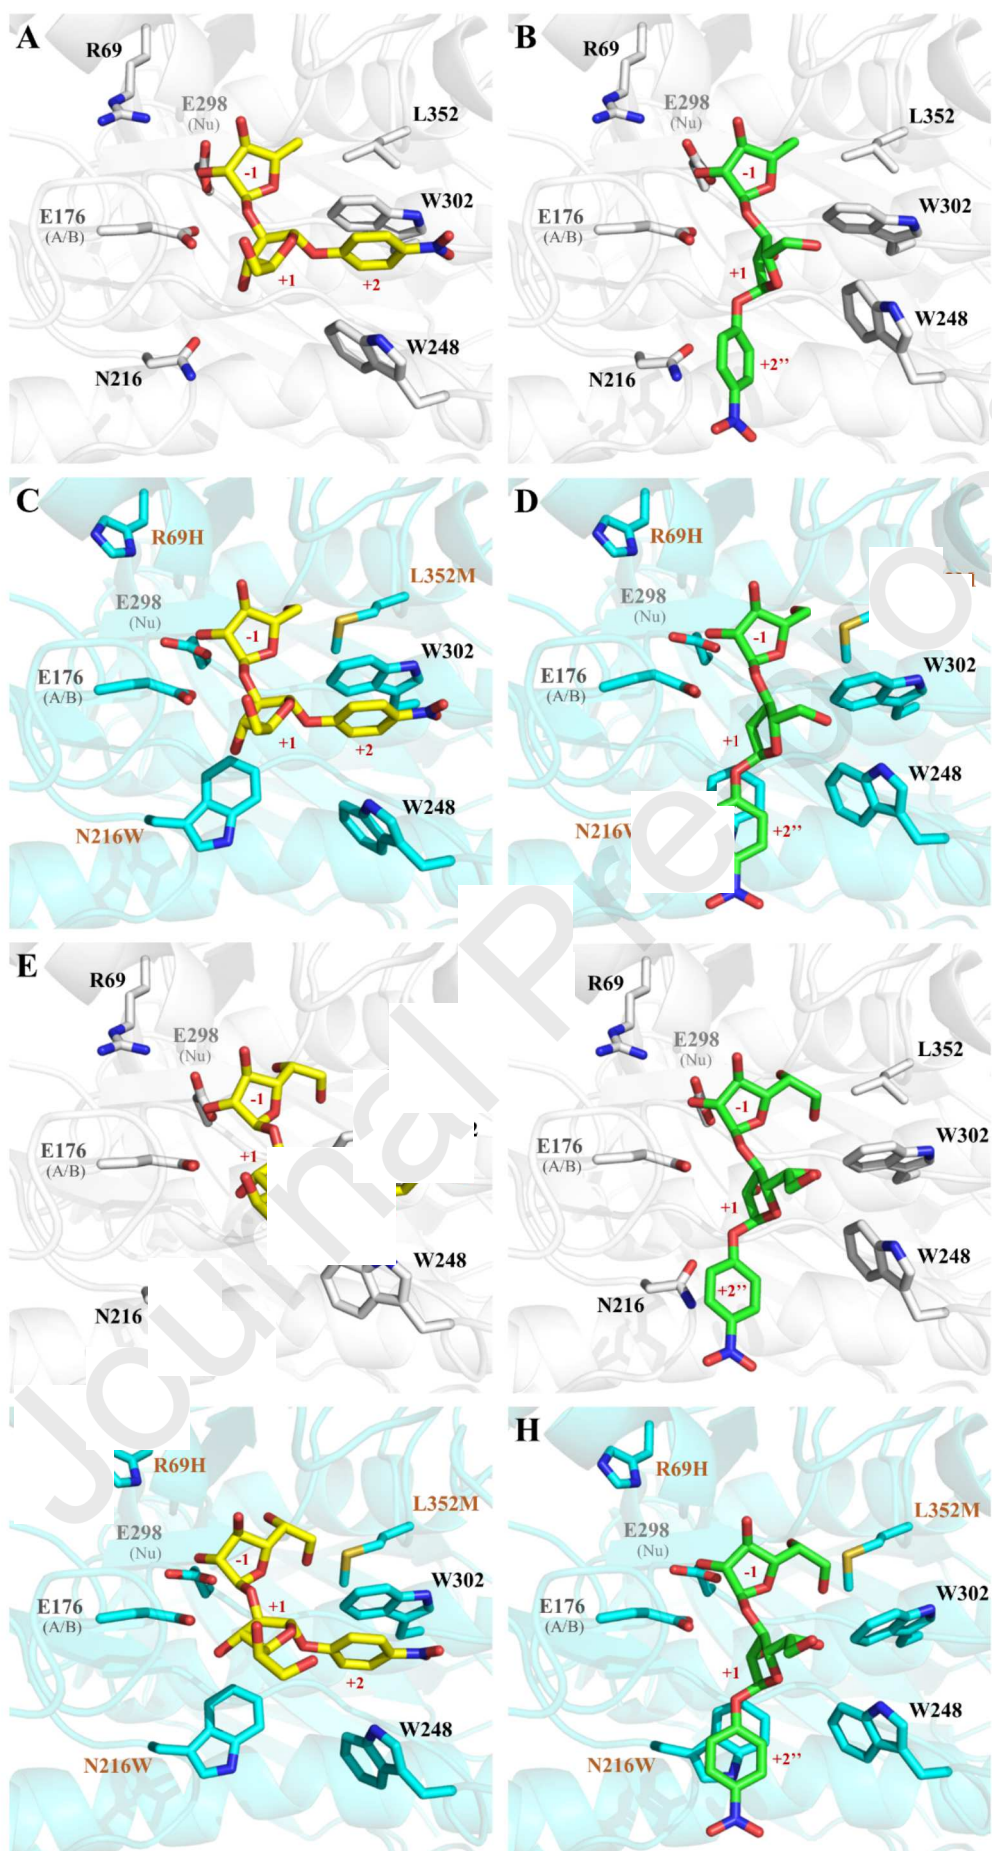 A
R69
E298
(Nu)
L352
-1
E176
(A/B)
W302
+1
+2
N216
W248
B
R69
E298
(Nu)
L352
-1
E176
(A/B)
W302
+1
W248
N216
+2’’
C
R69H
L352M
E298
(Nu)
-1
E176
(A/B)
W302
+1
+2
N216W
W248
D
R69H
E298
(Nu)
-1
E176
(A/B)
W302
+1
W248
+2’’
E
R69
E298
(Nu)
-1
E176
(A/B)
+1
2
W248
N216
R69
E298
(Nu)
L352
-1
E176
(A/B)
W302
+1
W248
N216
+2’’
R69H
L352M
E298
(Nu)
-1
E176
(A/B)
+1
W302
+2
N216W
W248
H
R69H
L352M
E298
(Nu)
-1
E176
(A/B)
W302
+1
W248
N216W
+2’’